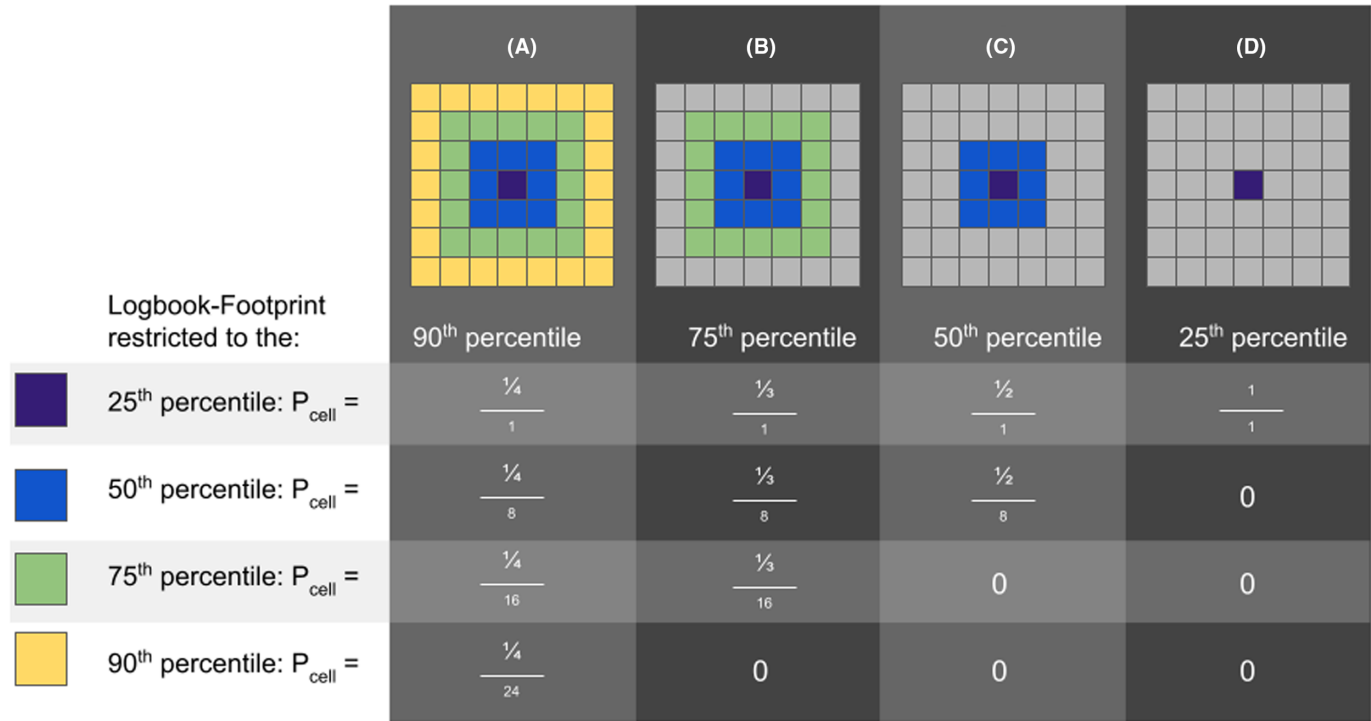 (A) (B) (C) (D)
Logbook-Footprint
restricted to the:
90th percentile 75th percentile 50th percentile 25th percentile
25th percentile: Pcell = ¼/1 ⅓/1 ½/1 1/1
50th percentile: Pcell = ¼/8 ⅓/8 ½/8 0
75th percentile: Pcell = ¼/16 ⅓/16 0 0
90th percentile: Pcell = ¼/24 0 0 0